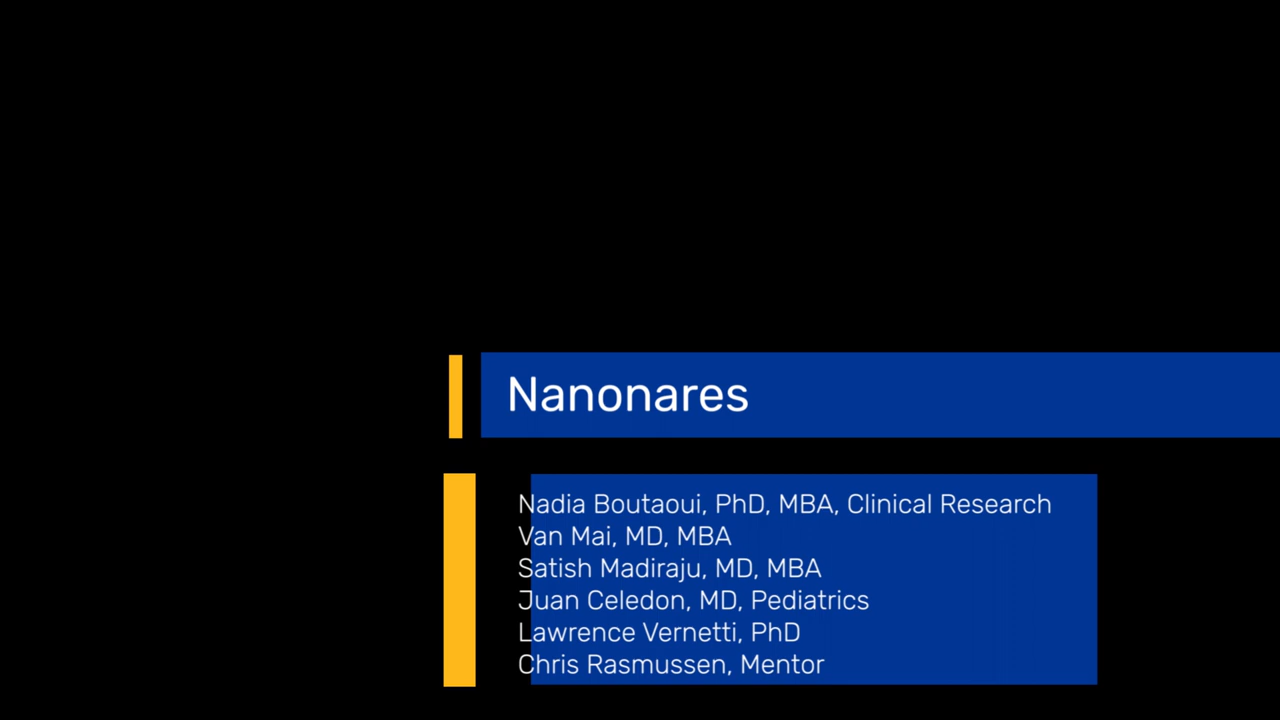 Nanonares
Nadia Boutaoui, PhD, MBA, Clinical Research
Van Mai, MD, MBA
Satish Madiraju, MD, MBA
Juan Celedon, MD, Pediatrics
Lawrence Vernetti, PhD
Chris Rasmussen, Mentor